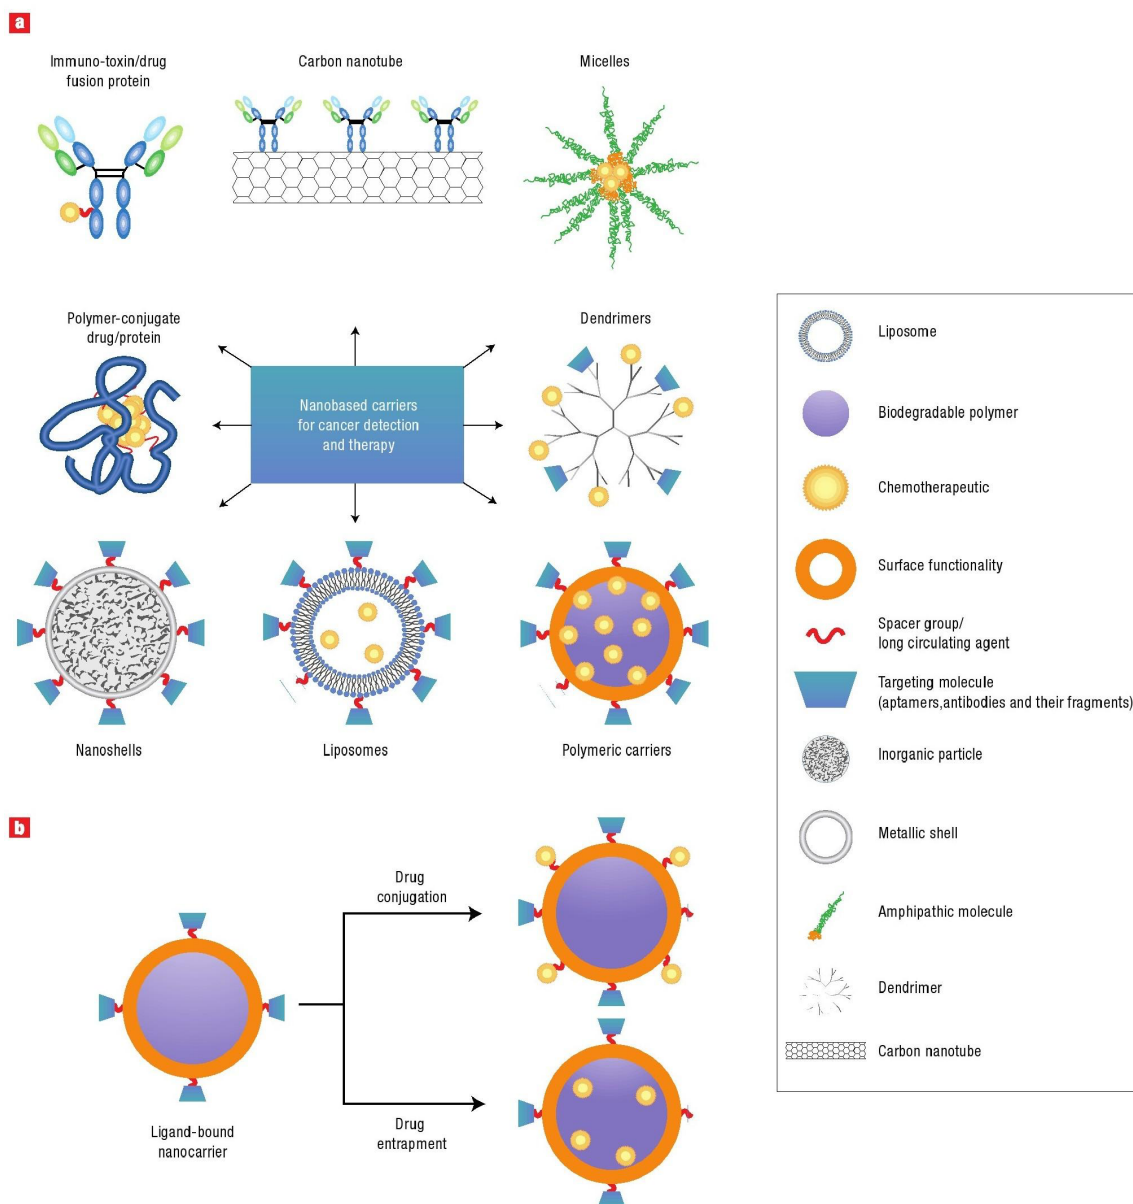 a
Immuno-toxin/drug
fusion protein
Carbon nanotube
Micelles
Polymer-conjugate
drug/protein
Nanobased carriers
for cancer detection
and therapy
Dendrimers
Nanoshells
Liposomes
Polymeric carriers
Liposome
Biodegradable polymer
Chemotherapeutic
Surface functionality
Spacer group/
long circulating agent
Targeting molecule
(aptamers,antibodies and their fragments)
Inorganic particle
Metallic shell
Amphipathic molecule
Dendrimer
Carbon nanotube
b
Drug
conjugation
Ligand-bound
nanocarrier
Drug
entrapment